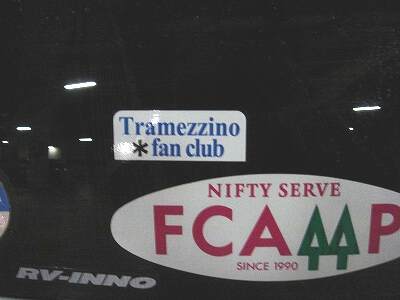 Tramezzino
*fan club
NIFTY SERVE
FCAMP
SINCE 1990
RV-INNO